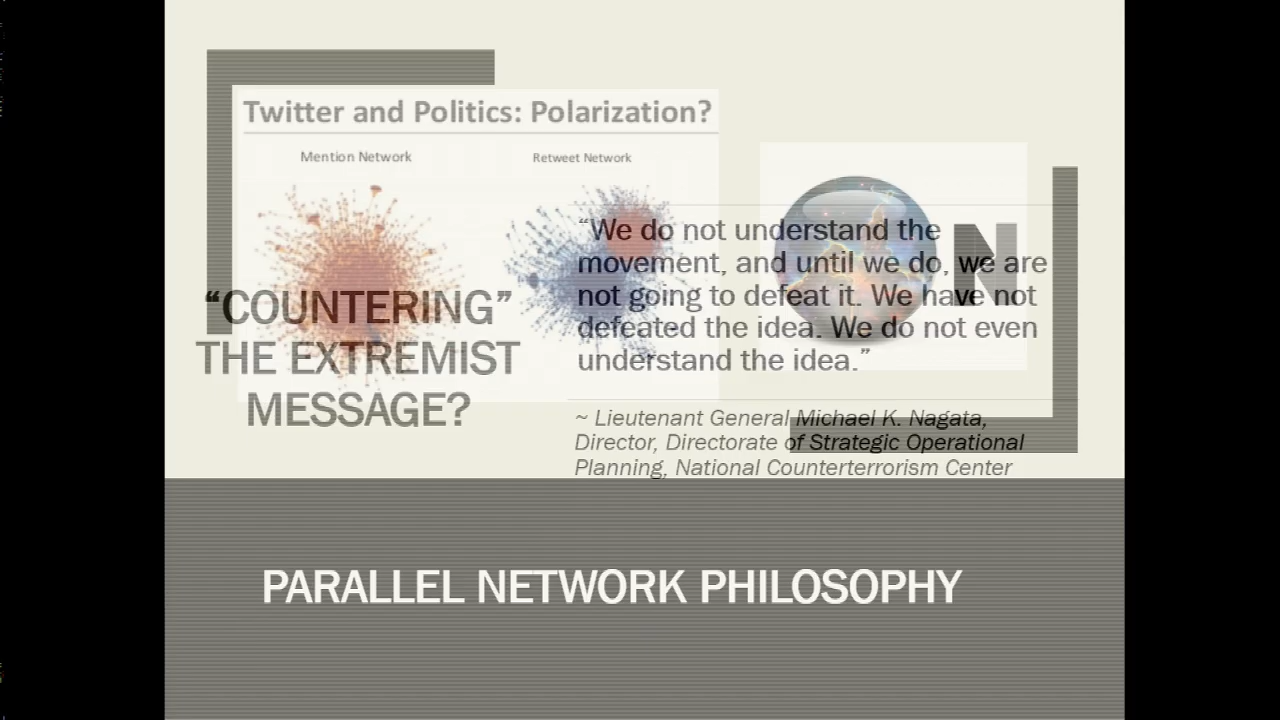 Twitter and Politics: Polarization?
Mention Network
Retweet Network
“COUNTERING”
THE EXTREMIST
MESSAGE?
“We do not understand the
movement, and until we do, we are
not going to defeat it. We have not
defeated the idea. We do not even
understand the idea.”
~ Lieutenant General Michael K. Nagata,
Director, Directorate of Strategic Operational
Planning, National Counterterrorism Center
N
PARALLEL NETWORK PHILOSOPHY